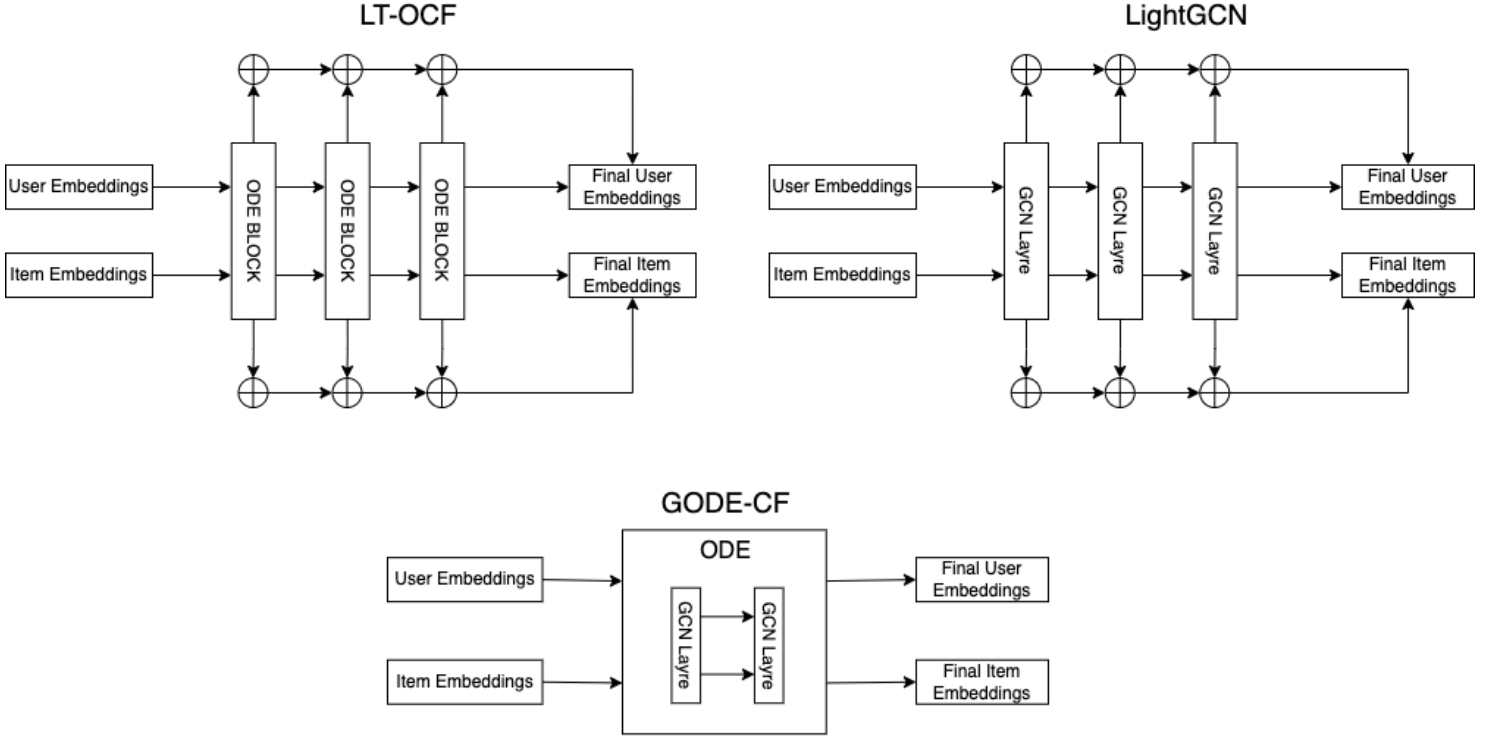 LT-OCF
User Embeddings
Item Embeddings
ODE BLOCK
ODE BLOCK
ODE BLOCK
Final User
Embeddings
Final Item
Embeddings
LightGCN
User Embeddings
Item Embeddings
GCN Layre
GCN Layre
GCN Layre
Final User
Embeddings
Final Item
Embeddings
GODE-CF
ODE
User Embeddings
Item Embeddings
GCN Layre
GCN Layre
Final User
Embeddings
Final Item
Embeddings